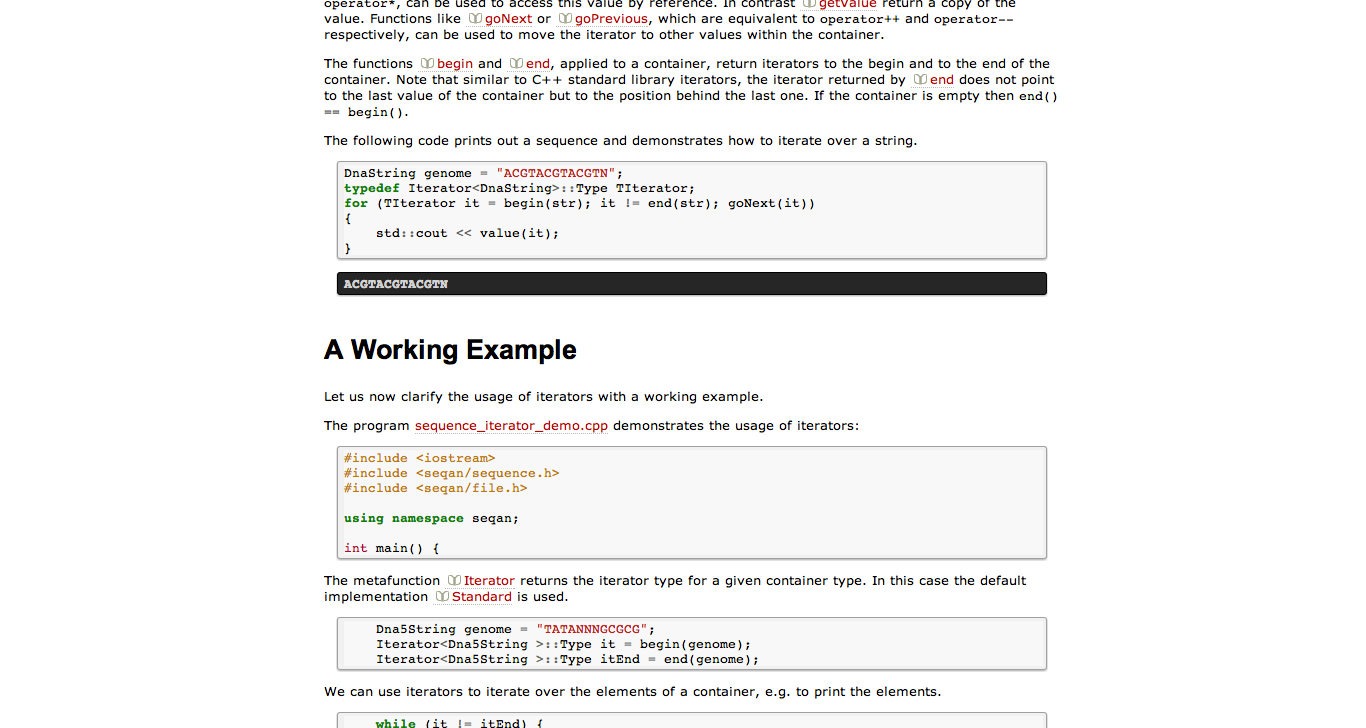 operator*, can be used to access this value by reference. In contrast getValue return a copy of the
value. Functions like goNext or goPrevious, which are equivalent to operator++ and operator--
respectively, can be used to move the iterator to other values within the container.
The functions begin and end, applied to a container, return iterators to the begin and to the end of the
container. Note that similar to C++ standard library iterators, the iterator returned by end does not point
to the last value of the container but to the position behind the last one. If the container is empty then end()
== begin().
The following code prints out a sequence and demonstrates how to iterate over a string.
DnaString genome = "ACGTACGTACGTN";
typedef Iterator<DnaString>::Type TIterator;
for (TIterator it = begin(str); it != end(str); goNext(it))
{
    std::cout << value(it);
}
ACGTACGTACGTN
A Working Example
Let us now clarify the usage of iterators with a working example.
The program sequence_iterator_demo.cpp demonstrates the usage of iterators:
#include <iostream>
#include <seqan/sequence.h>
#include <seqan/file.h>
using namespace seqan;
int main() {
The metafunction Iterator returns the iterator type for a given container type. In this case the default
implementation Standard is used.
    Dna5String genome = "TATANNNGCGCG";
    Iterator<Dna5String >::Type it = begin(genome);
    Iterator<Dna5String >::Type itEnd = end(genome);
We can use iterators to iterate over the elements of a container, e.g. to print the elements.
    while (it != itEnd) {